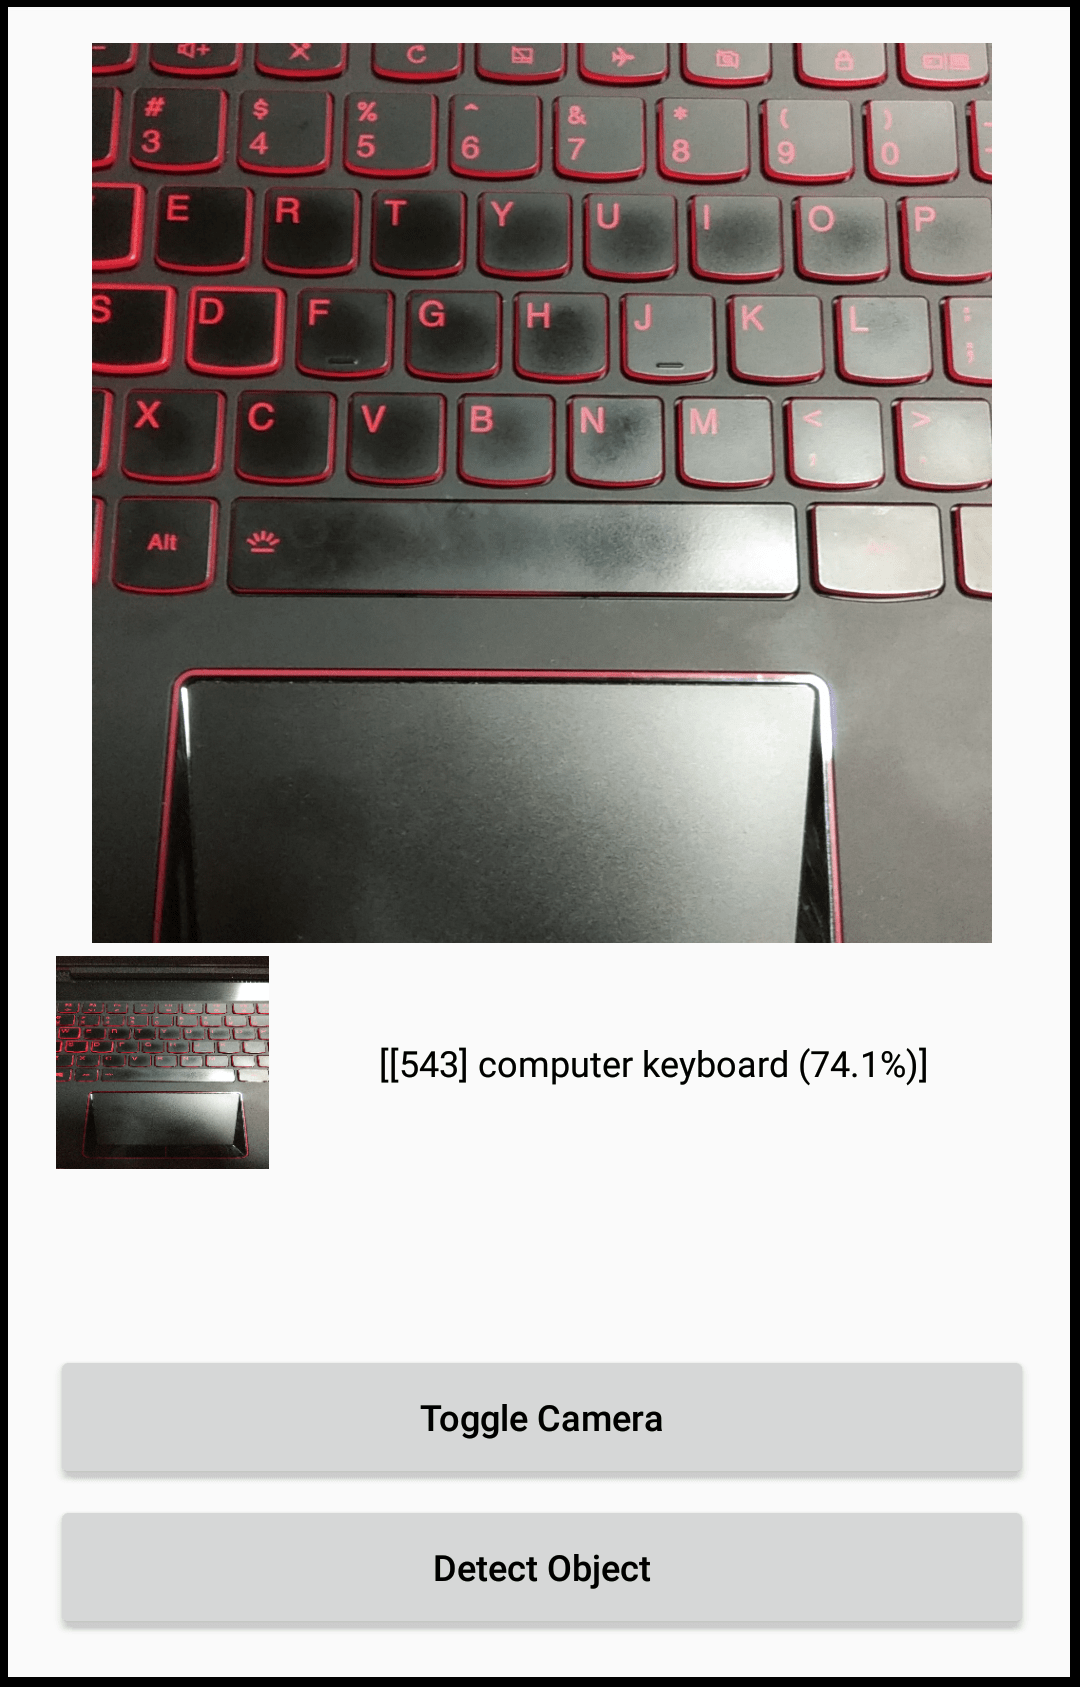 C
# $ % ^ & * ( )
3 4 5 6 7 8 9 0
E R T Y U I O P
S D F G H J K L :
;
X C V B N M < >
,
Alt
[[543] computer keyboard (74.1%)]
Toggle Camera
Detect Object